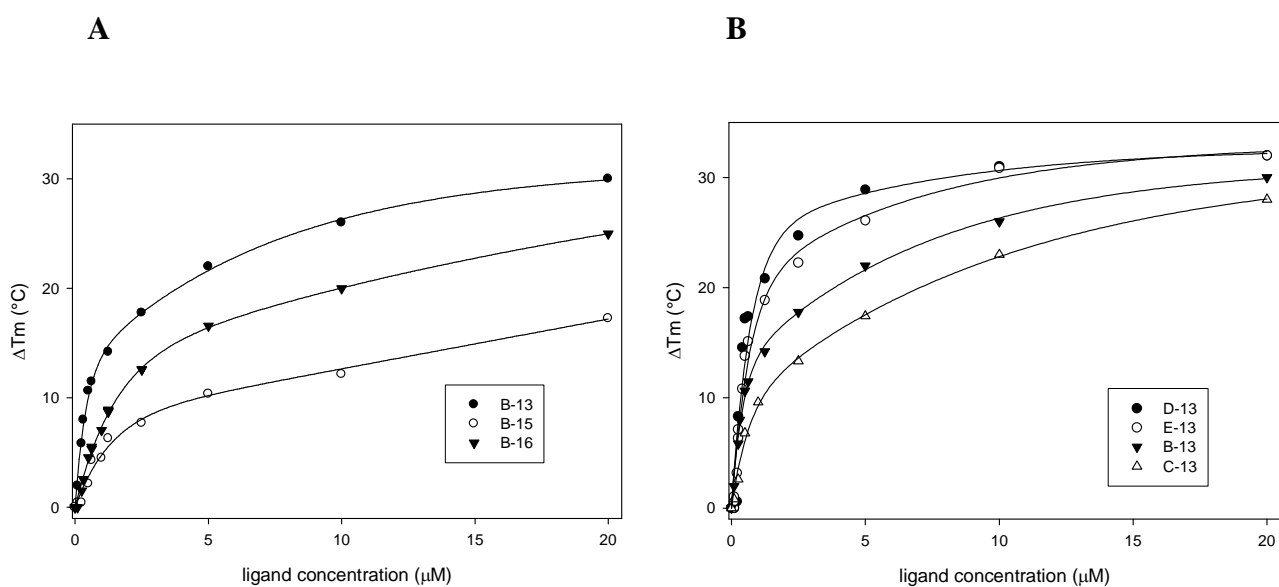 A
B
30
20
10
0
ΔTm (°C)
B-13
B-15
B-16
0 5 10 15 20
ligand concentration (μM)
30
20
10
0
ΔTm (°C)
D-13
E-13
B-13
C-13
0 5 10 15 20
ligand concentration (μM)